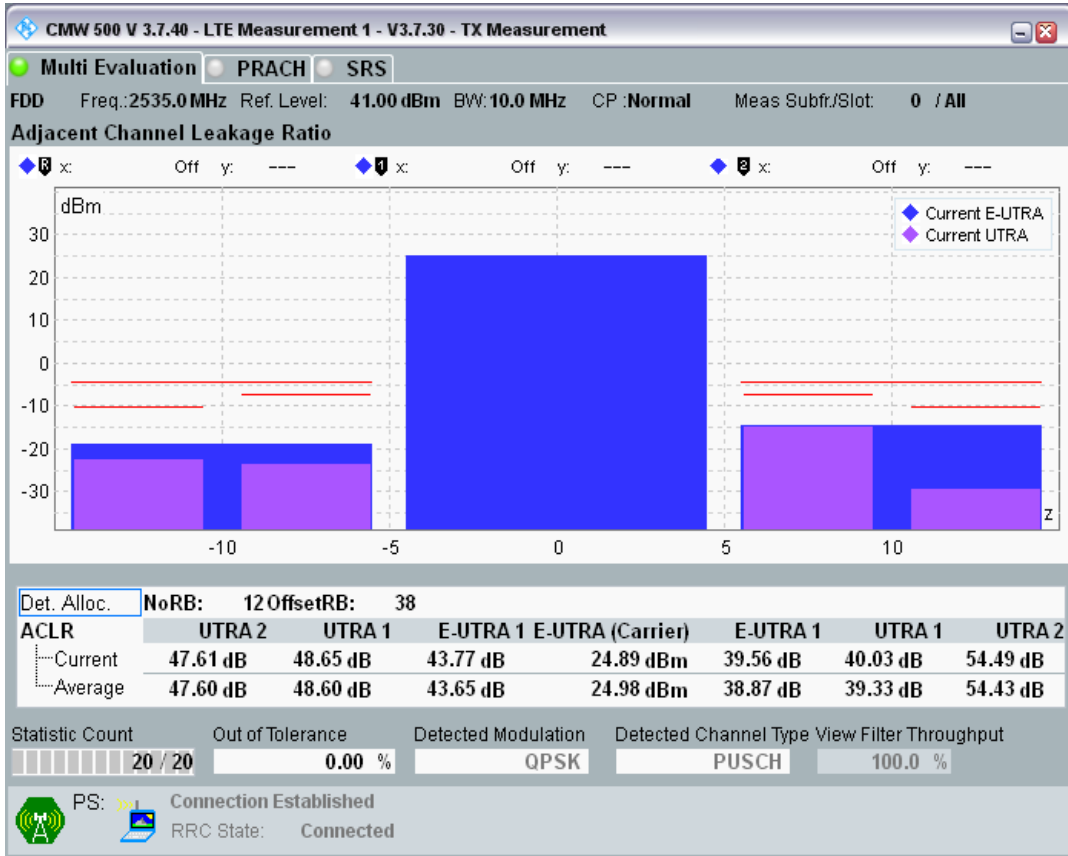 CMW 500 V 3.7.40 - LTE Measurement 1 - V3.7.30 - TX Measurement
Multi Evaluation PRACH SRS
FDD Freq.:2535.0 MHz Ref. Level: 41.00 dBm BW:10.0 MHz CP :Normal Meas Subfr./Slot: 0 / All
Adjacent Channel Leakage Ratio
R x: Off y: --- 1 x: Off y: --- 2 x: Off y: ---
dBm
Current E-UTRA
Current UTRA
30
20
10
0
-10
-20
-30
z
-10 -5 0 5 10
Det. Alloc. NoRB: 12 OffsetRB: 38
ACLR UTRA 2 UTRA 1 E-UTRA 1 E-UTRA (Carrier) E-UTRA 1 UTRA 1 UTRA 2
Current 47.61 dB 48.65 dB 43.77 dB 24.89 dBm 39.56 dB 40.03 dB 54.49 dB
Average 47.60 dB 48.60 dB 43.65 dB 24.98 dBm 38.87 dB 39.33 dB 54.43 dB
Statistic Count Out of Tolerance Detected Modulation Detected Channel Type View Filter Throughput
20 / 20 0.00 % QPSK PUSCH 100.0 %
PS: Connection Established
RRC State: Connected